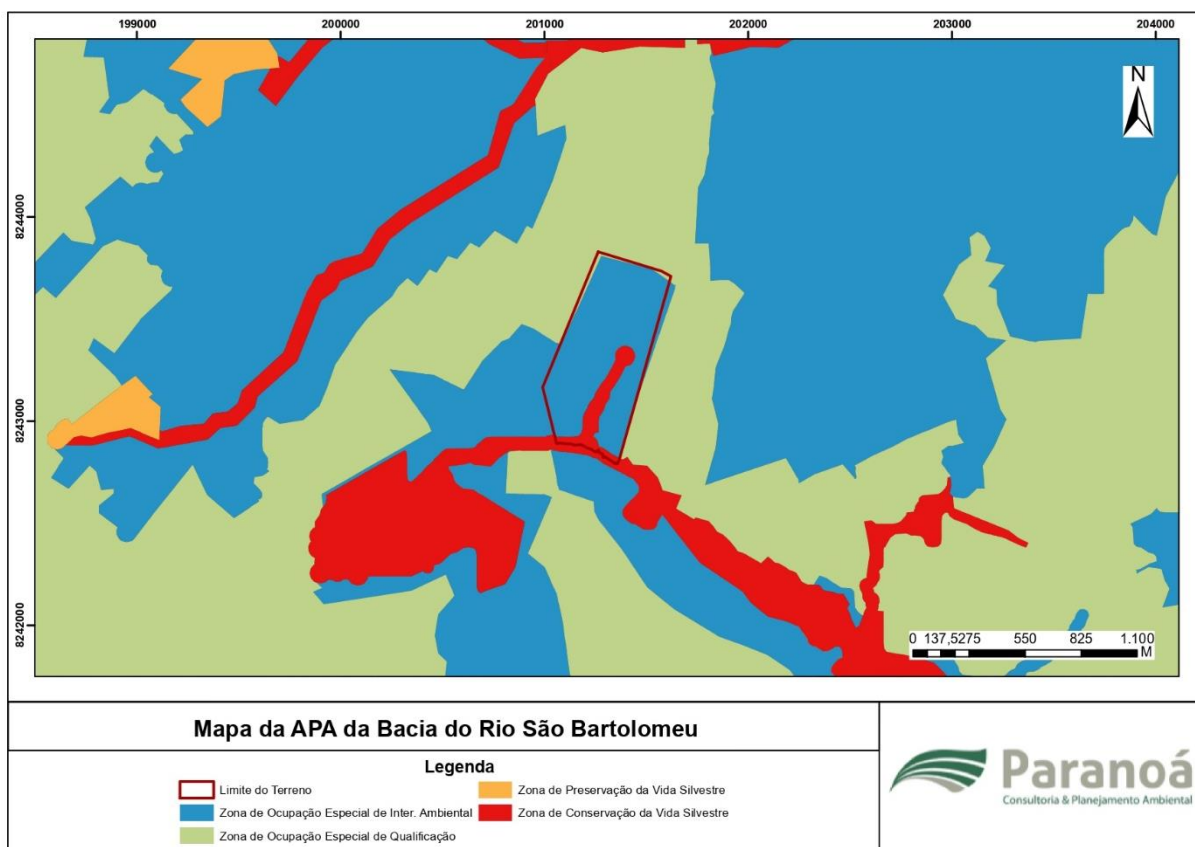 199000 200000 201000 202000 203000 204000
N
8244000
8243000
8242000
0 137,5275 550 825 1.100
M
Mapa da APA da Bacia do Rio São Bartolomeu
Legenda
Limite do Terreno
Zona de Ocupação Especial de Inter. Ambiental
Zona de Ocupação Especial de Qualificação
Zona de Preservação da Vida Silvestre
Zona de Conservação da Vida Silvestre
Paranoá
Consultoria & Planejamento Ambiental